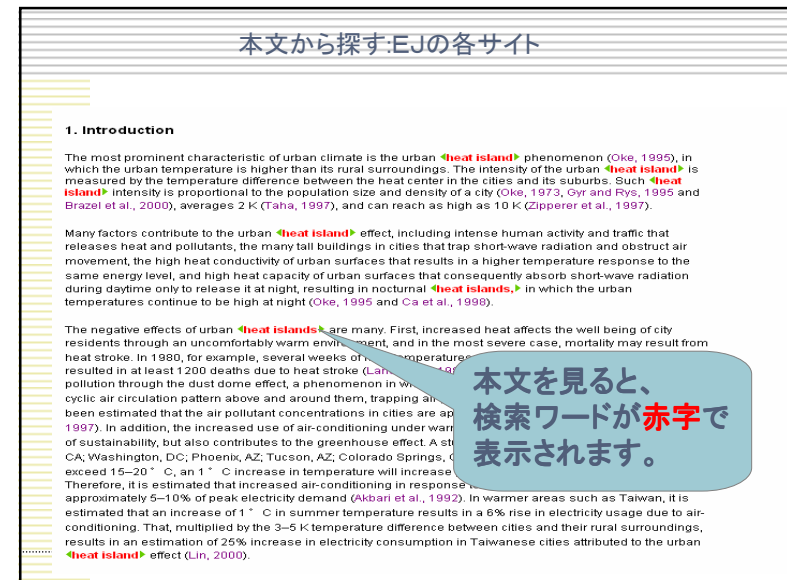 本文から探す:EJの各サイト
1. Introduction
The most prominent characteristic of urban climate is the urban heat island phenomenon (Oke, 1995), in
which the urban temperature is higher than its rural surroundings. The intensity of the urban heat island is
measured by the temperature difference between the heat center in the cities and its suburbs. Such heat
island intensity is proportional to the population size and density of a city (Oke, 1973, Gyr and Rys, 1995 and
Brazel et al., 2000), averages 2 K (Taha, 1997), and can reach as high as 10 K (Zipperer et al., 1997).
Many factors contribute to the urban heat island effect, including intense human activity and traffic that
releases heat and pollutants, the many tall buildings in cities that trap short-wave radiation and obstruct air
movement, the high heat conductivity of urban surfaces that results in a higher temperature response to the
same energy level, and high heat capacity of urban surfaces that consequently absorb short-wave radiation
during daytime only to release it at night, resulting in nocturnal heat islands, in which the urban
temperatures continue to be high at night (Oke, 1995 and Ca et al., 1998).
The negative effects of urban heat islands are many. First, increased heat affects the well being of city
residents through an uncomfortably warm environment, and in the most severe case, mortality may result from
heat stroke. In 1980, for example, several weeks of temperatures
resulted in at least 1200 deaths due to heat stroke
pollution through the dust dome effect, a phenomenon in
cyclic air circulation pattern above and around them, trapping
been estimated that the air pollutant concentrations in cities are
1997). In addition, the increased use of air-conditioning under
of sustainability, but also contributes to the greenhouse effect. A
CA; Washington, DC; Phoenix, AZ; Tucson, AZ; Colorado Springs,
exceed 15–20 ° C, an 1 ° C increase in temperature will increase
Therefore, it is estimated that increased air-conditioning in response
approximately 5–10% of peak electricity demand (Akbari et al., 1992). In warmer areas such as Taiwan, it is
estimated that an increase of 1 ° C in summer temperature results in a 6% rise in electricity usage due to air-
conditioning. That, multiplied by the 3–5 K temperature difference between cities and their rural surroundings,
results in an estimation of 25% increase in electricity consumption in Taiwanese cities attributed to the urban
heat island effect (Lin, 2000).
本文を見ると、
検索ワードが赤字で
表示されます。